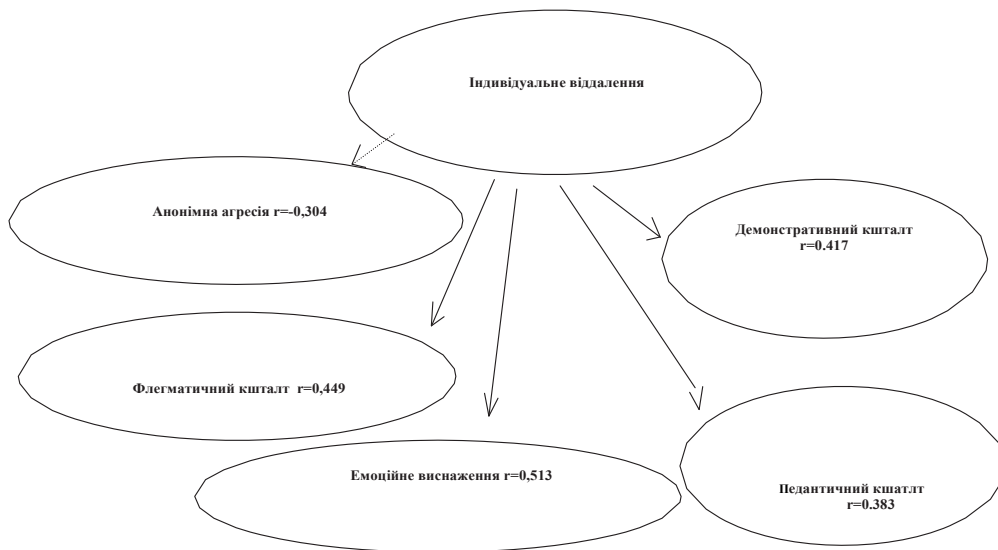 Індивідуальне віддалення
Анонімна агресія r=-0,304
Демонстративний кшталт
r=0.417
Флегматичний кшталт r=0,449
Емоційне виснаження r=0,513
Педантичний кшатлт
r=0.383